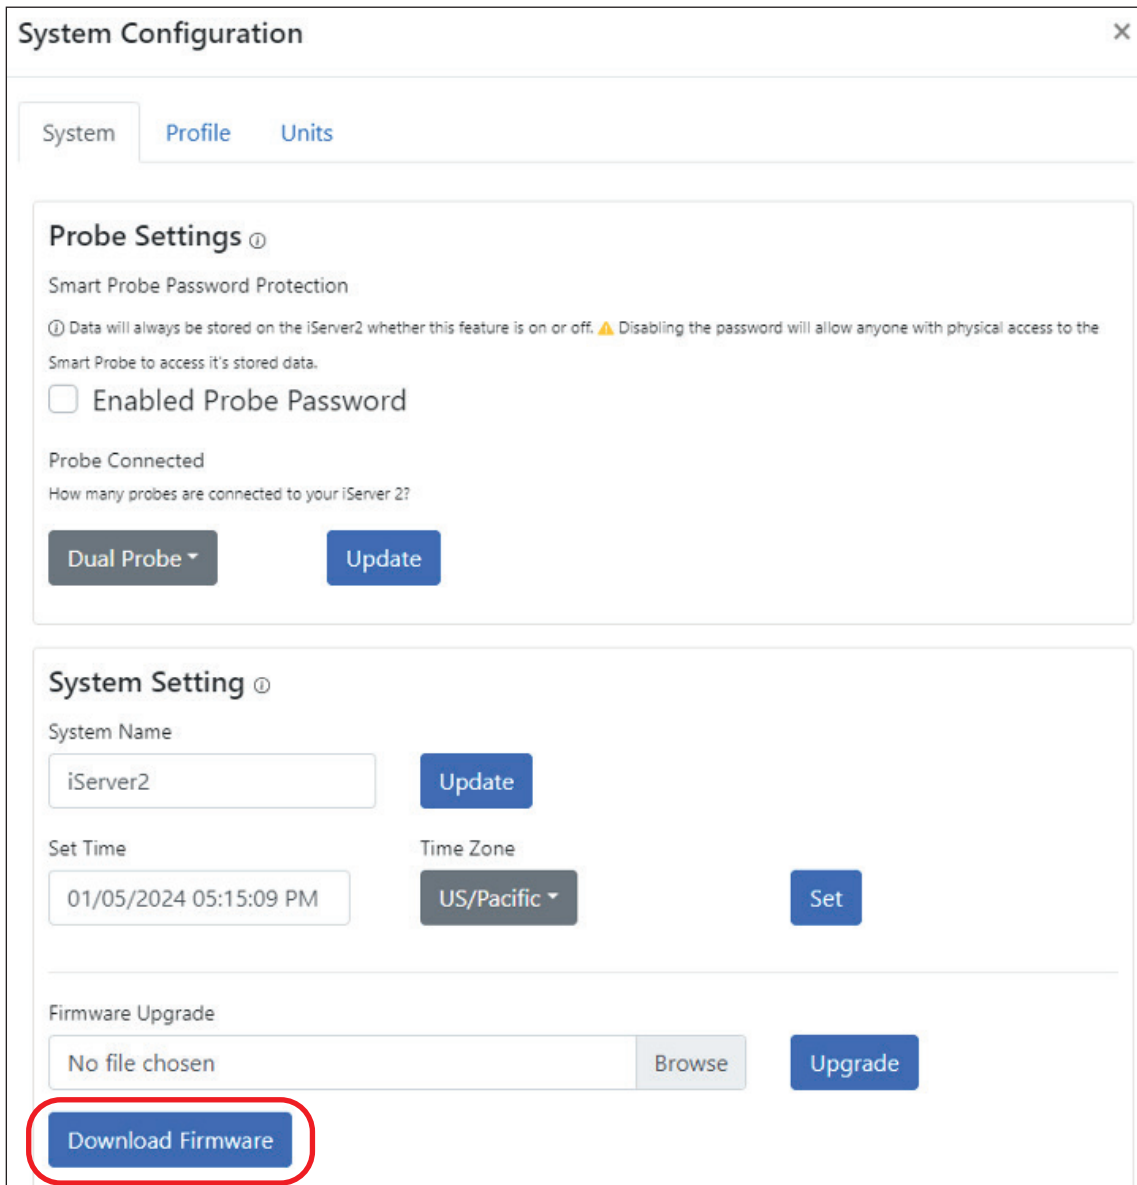 System Configuration ×
System Profile Units
Probe Settings
Smart Probe Password Protection
Data will always be stored on the iServer2 whether this feature is on or off. Disabling the password will allow anyone with physical access to the
Smart Probe to access it's stored data.
Enabled Probe Password
Probe Connected
How many probes are connected to your iServer 2?
Dual Probe Update
System Setting
System Name
iServer2 Update
Set Time Time Zone
01/05/2024 05:15:09 PM US/Pacific Set
Firmware Upgrade
No file chosen Browse Upgrade
Download Firmware